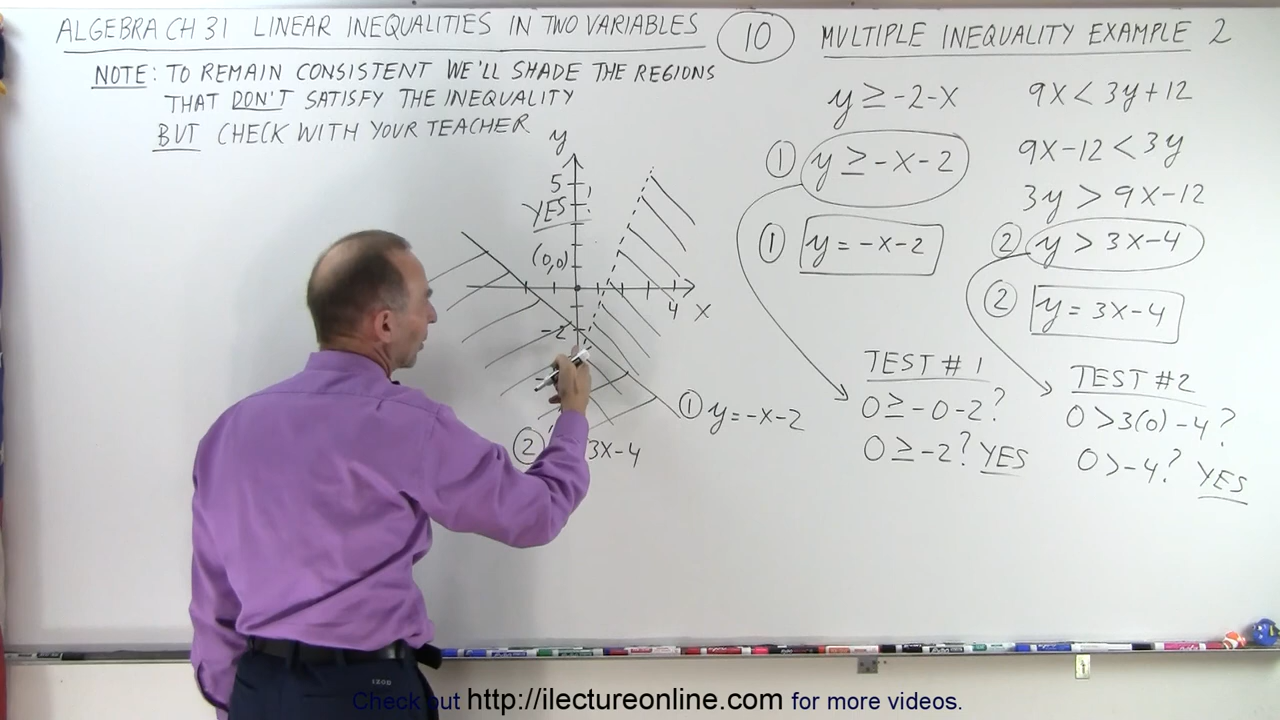 ALGEBRA CH 31 LINEAR INEQUALITIES IN TWO VARIABLES 10 MULTIPLE INEQUALITY EXAMPLE 2
NOTE: TO REMAIN CONSISTENT WE'LL SHADE THE REGIONS
THAT DON'T SATISFY THE INEQUALITY
BUT CHECK WITH YOUR TEACHER
y
5
YES
(0,0)
4 X
-2
① y=-x-2
② 3x-4
y ≥ -2-x
① y ≥ -x-2
① y = -x-2
9x < 3y+12
9x-12 < 3y
3y > 9x-12
② y > 3x-4
② y = 3x-4
TEST #1
0 ≥ -0-2?
0 ≥ -2? YES
TEST #2
0 > 3(0)-4?
0 > -4? YES
IZOD
Check out http://ilectureonline.com for more videos.